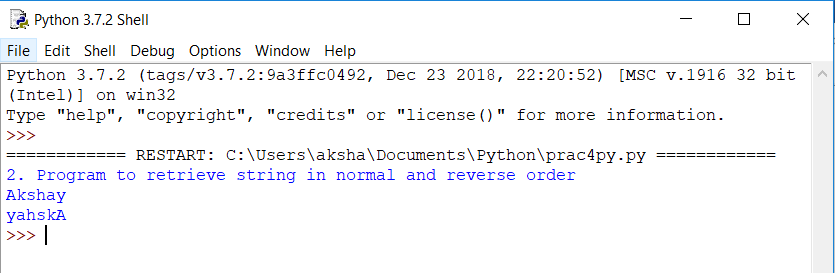 Python 3.7.2 Shell
File Edit Shell Debug Options Window Help
Python 3.7.2 (tags/v3.7.2:9a3ffc0492, Dec 23 2018, 22:20:52) [MSC v.1916 32 bit
(Intel)] on win32
Type "help", "copyright", "credits" or "license()" for more information.
>>>
============ RESTART: C:\Users\aksha\Documents\Python\prac4py.py ============
2. Program to retrieve string in normal and reverse order
Akshay
yahskA
>>>